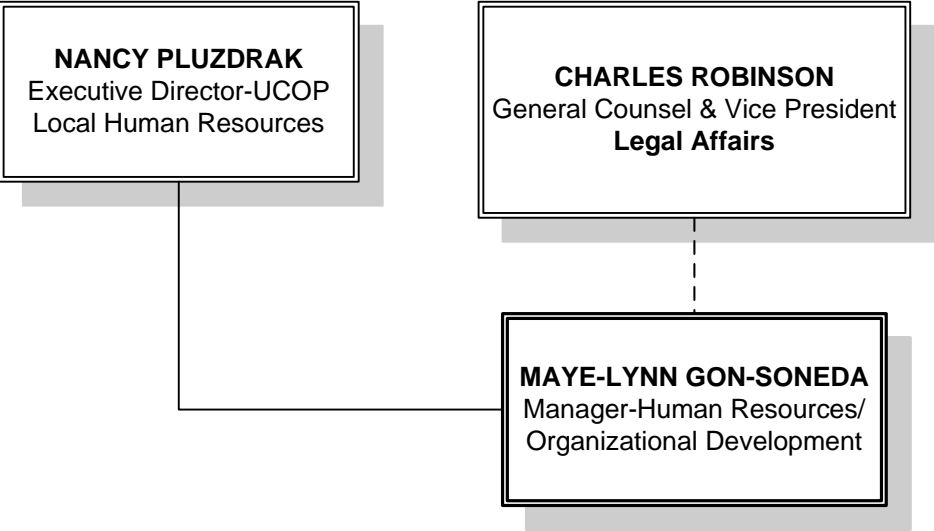 NANCY PLUZDRAK
Executive Director-UCOP
Local Human Resources
CHARLES ROBINSON
General Counsel & Vice President
Legal Affairs
MAYE-LYNN GON-SONEDA
Manager-Human Resources/
Organizational Development